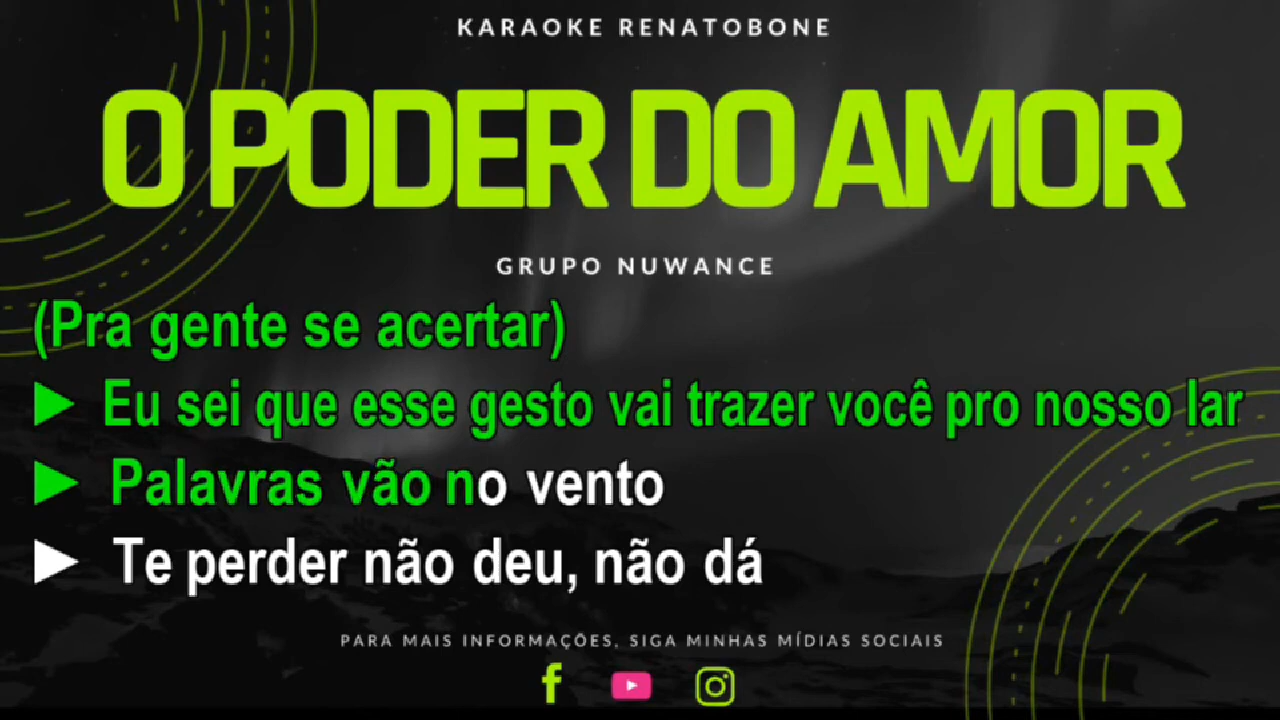 KARAOKE RENATOBONE
O PODER DO AMOR
GRUPO NUWANCE
(Pra gente se acertar)
Eu sei que esse gesto vai trazer você pro nosso lar
Palavras vão no vento
Te perder não deu, não dá
PARA MAIS INFORMAÇÕES, SIGA MINHAS MÍDIAS SOCIAIS